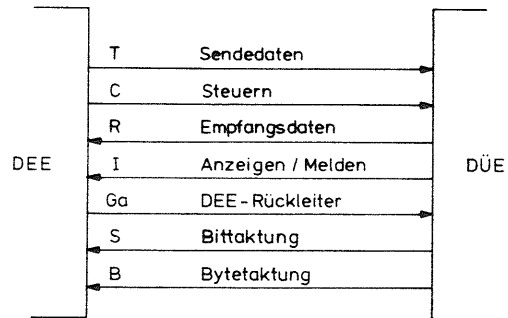 T Sendedaten
C Steuern
R Empfangsdaten
DEE I Anzeigen / Melden DÜE
Ga DEE-Rückleiter
S Bittaktung
B Bytetaktung